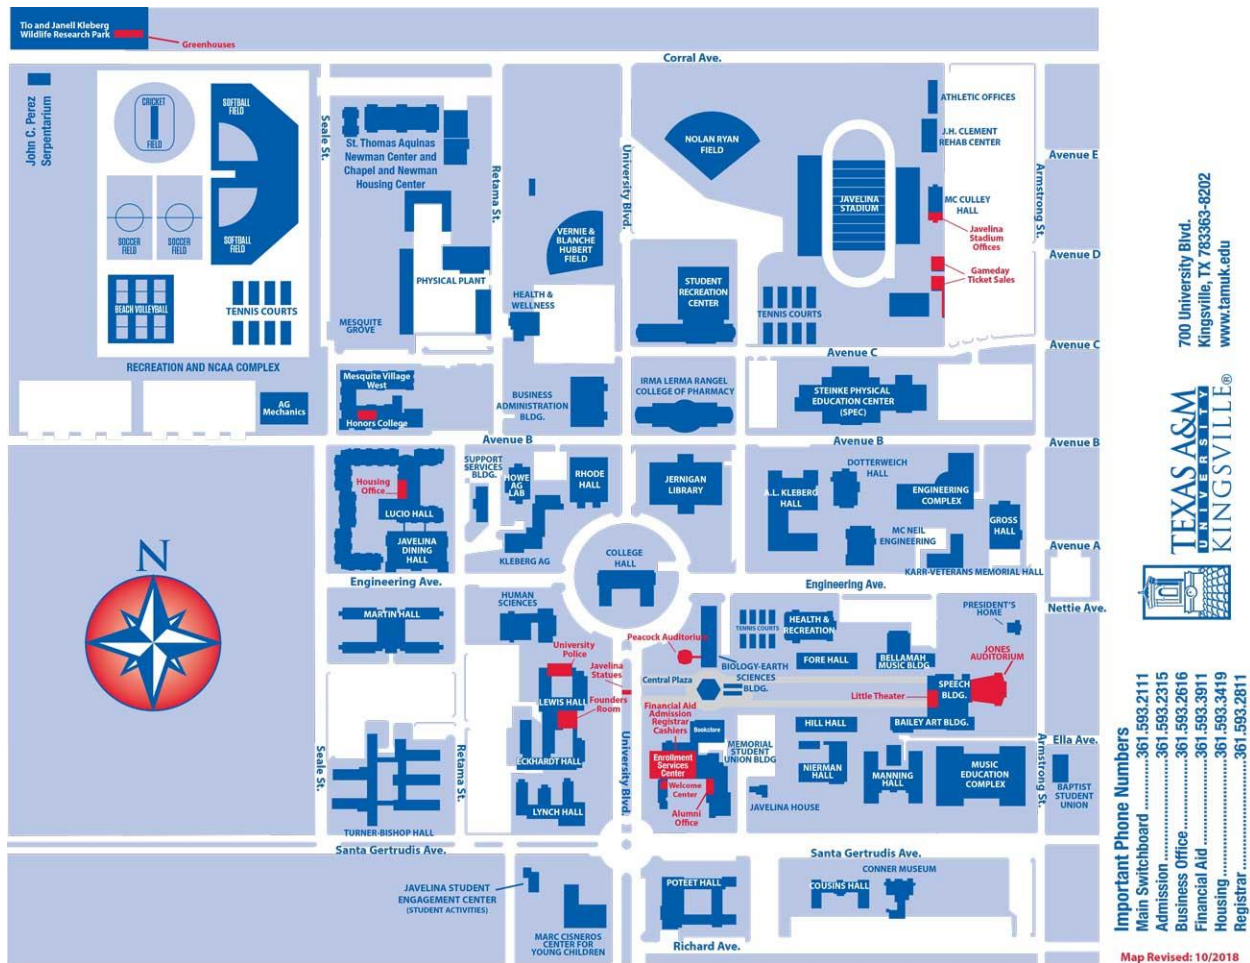 Tio and Janell Kleberg
Wildlife Research Park
Greenhouses
Corral Ave.
John C. Perez
Serpentarium
CRICKET
FIELD
SOFTBALL
FIELD
SOCCER
FIELD
SOCCER
FIELD
SOFTBALL
FIELD
BEACH VOLLEYBALL
TENNIS COURTS
RECREATION AND NCAA COMPLEX
AG
Mechanics
Seale St.
St. Thomas Aquinas
Newman Center and
Chapel and Newman
Housing Center
Retama St.
PHYSICAL PLANT
MESQUITE
GROVE
VERNIE &
BLANCHE
HUBERT
FIELD
HEALTH &
WELLNESS
University Blvd.
NOLAN RYAN
FIELD
STUDENT
RECREATION
CENTER
TENNIS COURTS
JAVELINA
STADIUM
ATHLETIC OFFICES
J.H. CLEMENT
REHAB CENTER
MC CULLEY
HALL
Javelina
Stadium
Offices
Gameday
Ticket Sales
Armstrong St.
Avenue E
Avenue D
Avenue C
Avenue C
Mesquite Village
West
Honors College
BUSINESS
ADMINISTRATION
BLDG.
IRMA LERMA RANGEL
COLLEGE OF PHARMACY
STEINKE PHYSICAL
EDUCATION CENTER
(SPEC)
Avenue B
Avenue B
Avenue B
Housing
Office
LUCIO HALL
JAVELINA
DINING
HALL
SUPPORT
SERVICES
BLDG.
HOWE
AG
LAB
RHODE
HALL
KLEBERG AG
JERNIGAN
LIBRARY
COLLEGE
HALL
A.L. KLEBERG
HALL
DOTTERWEICH
HALL
ENGINEERING
COMPLEX
MC NEIL
ENGINEERING
GROSS
HALL
KARR-VETERANS MEMORIAL HALL
Avenue A
Engineering Ave.
Engineering Ave.
Nettie Ave.
N
MARTIN HALL
HUMAN
SCIENCES
University
Police
Javelina
Statues
Founders
Room
LEWIS HALL
ECKHARDT HALL
LYNCH HALL
TURNER-BISHOP HALL
Seale St.
Retama St.
University Blvd.
Peacock Auditorium
TENNIS COURTS
HEALTH &
RECREATION
BIOLOGY-EARTH
SCIENCES
BLDG.
Central Plaza
FORE HALL
BELLAMAH
MUSIC BLDG.
PRESIDENT'S
HOME
JONES
AUDITORIUM
Little Theater
SPEECH
BLDG.
BAILEY ART BLDG.
Financial Aid
Admission
Registrar
Cashiers
Bookstore
Enrollment
Services
Center
Welcome
Center
Alumni
Office
MEMORIAL
STUDENT
UNION BLDG
JAVELINA HOUSE
HILL HALL
NIERMAN
HALL
MANNING
HALL
MUSIC
EDUCATION
COMPLEX
Armstrong St.
Ella Ave.
BAPTIST
STUDENT
UNION
Santa Gertrudis Ave.
Santa Gertrudis Ave.
JAVELINA STUDENT
ENGAGEMENT CENTER
(STUDENT ACTIVITIES)
MARC CISNEROS
CENTER FOR
YOUNG CHILDREN
POTEET HALL
COUSINS HALL
CONNER MUSEUM
Richard Ave.
700 University Blvd.
Kingsville, TX 783363-8202
www.tamuk.edu
TEXAS A&M
UNIVERSITY
KINGSVILLE®
Important Phone Numbers
Main Switchboard...........361.593.2111
Admission......................361.593.2315
Business Office...............361.593.2616
Financial Aid..................361.593.3911
Housing.........................361.593.3419
Registrar........................361.593.2811
Map Revised: 10/2018